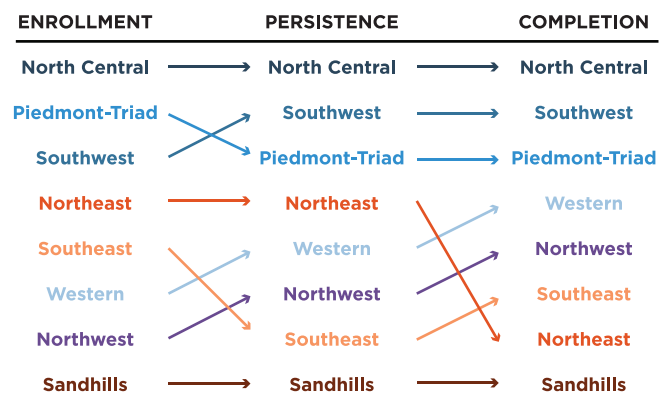 ENROLLMENT PERSISTENCE COMPLETION
North Central North Central North Central
Piedmont-Triad Southwest Southwest
Southwest Piedmont-Triad Piedmont-Triad
Northeast Northeast Western
Southeast Western Northwest
Western Northwest Southeast
Northwest Southeast Northeast
Sandhills Sandhills Sandhills